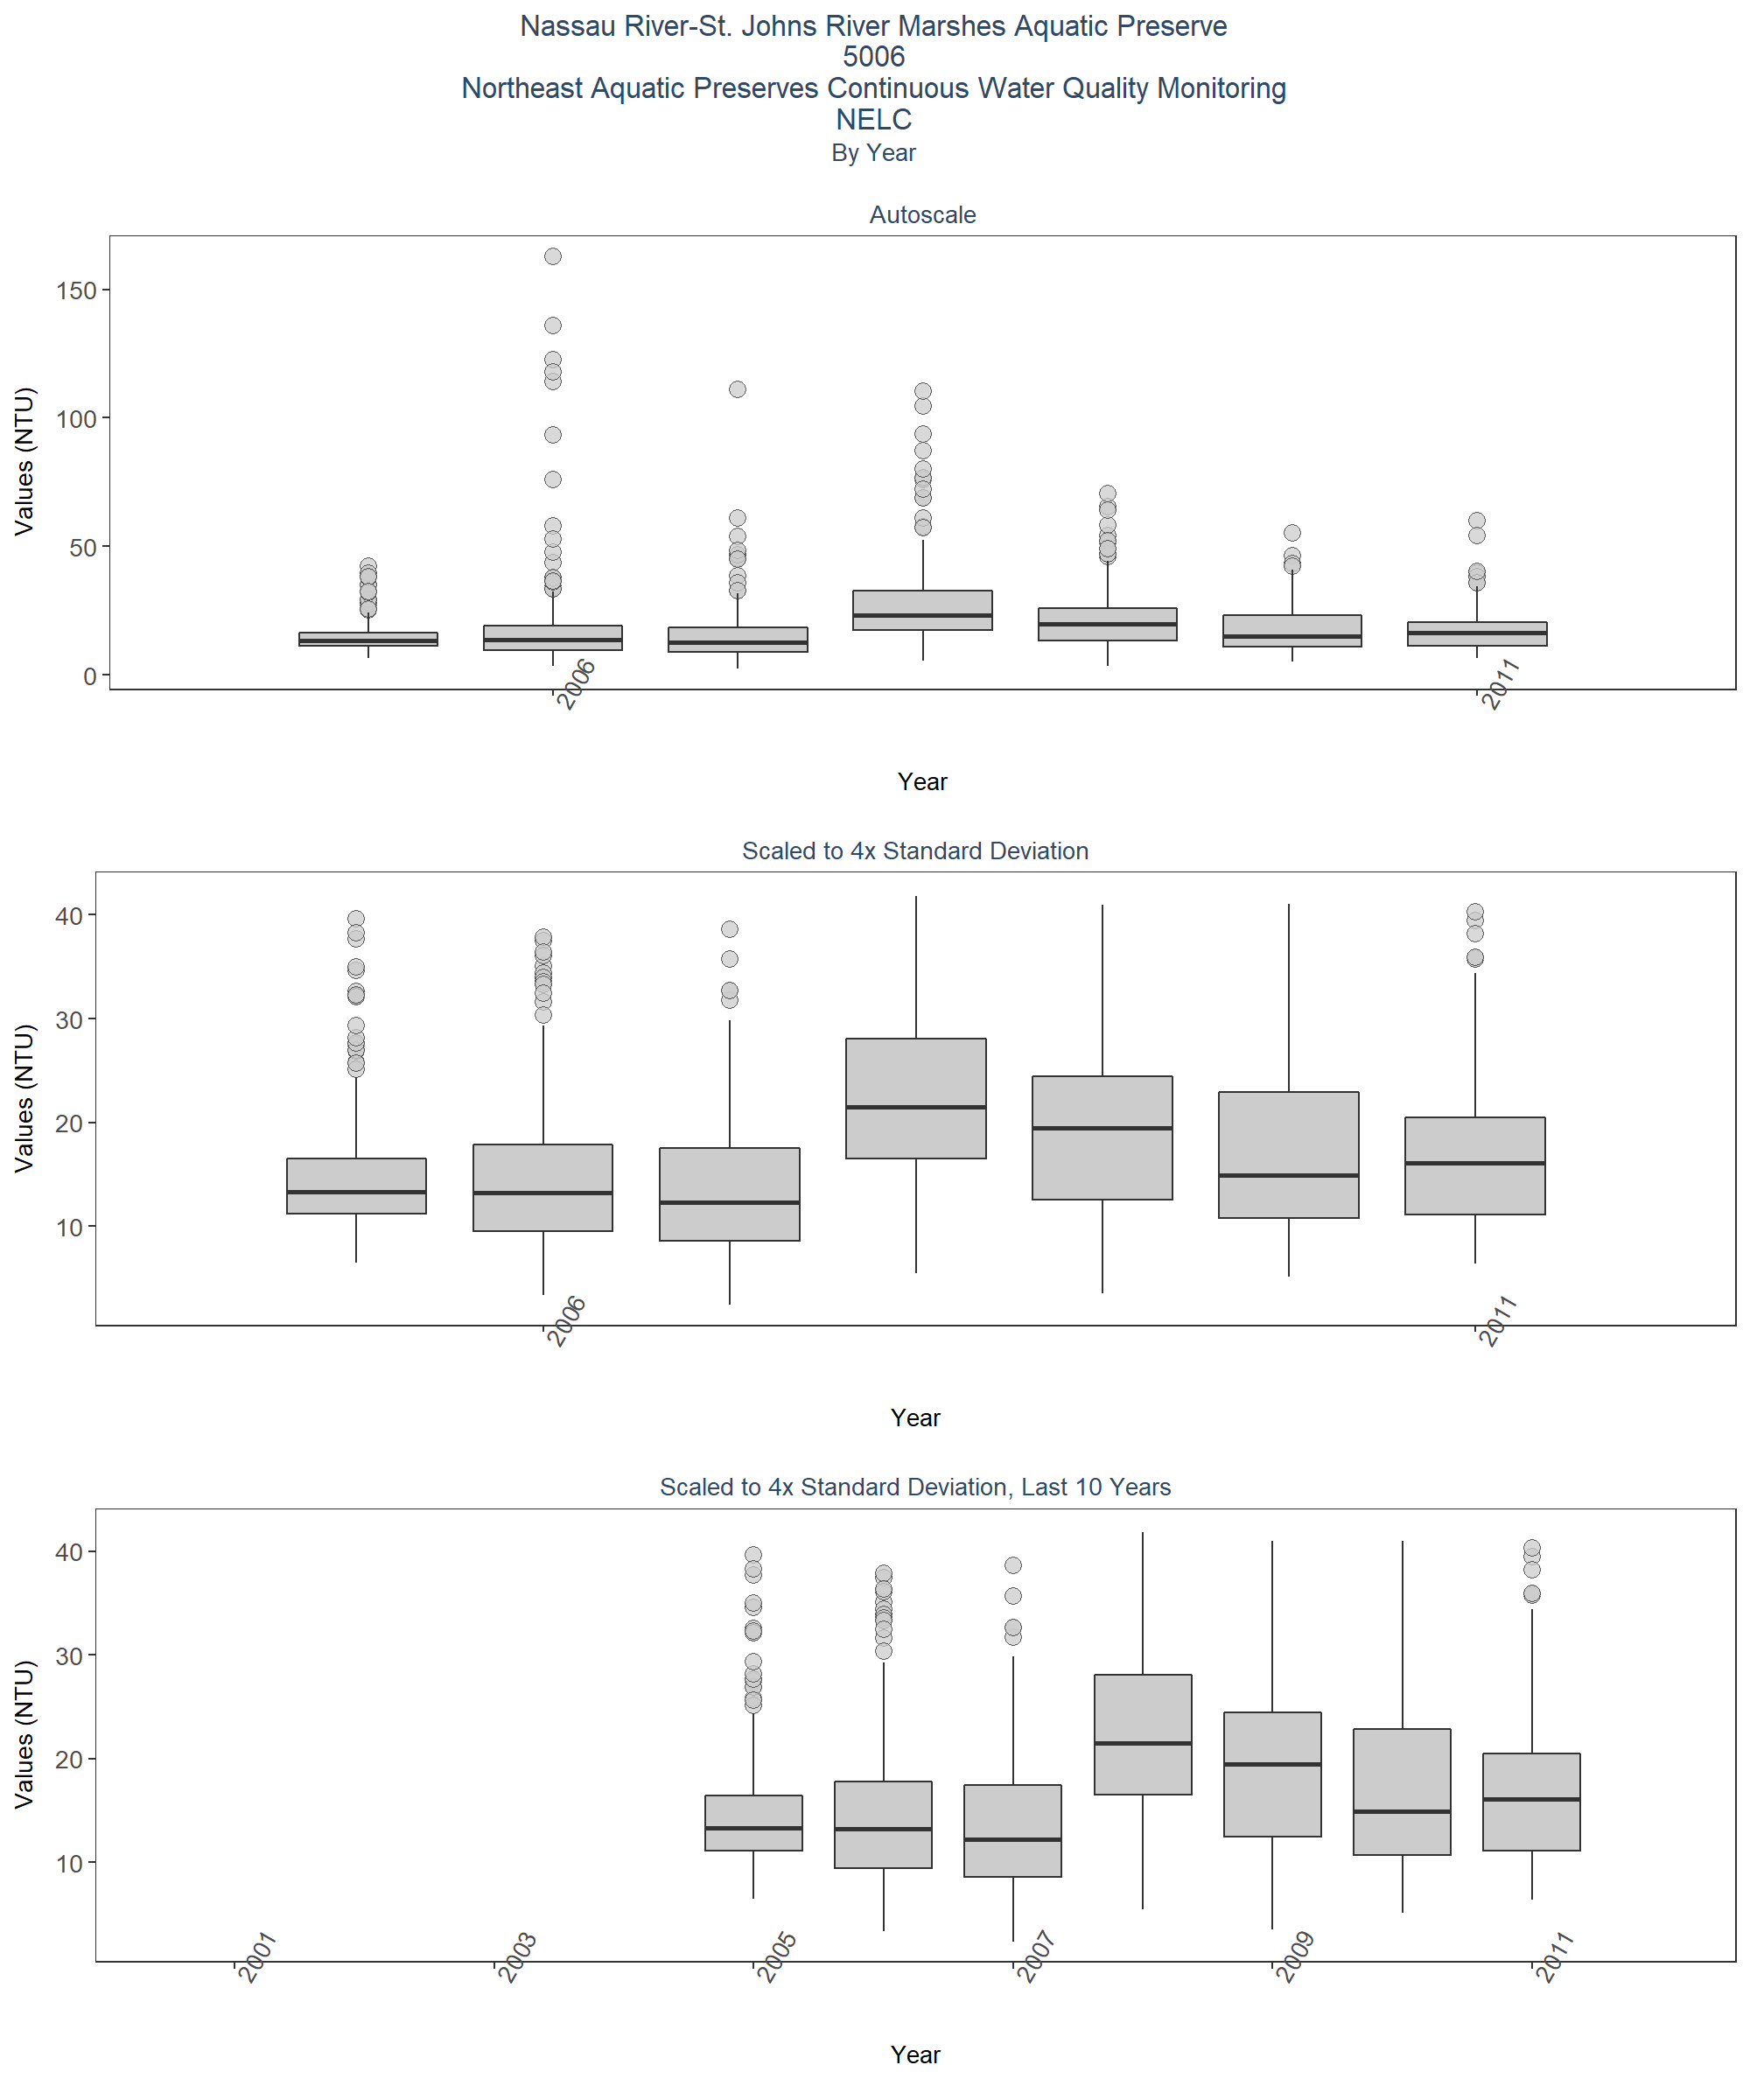 Nassau River-St. Johns River Marshes Aquatic Preserve
5006
Northeast Aquatic Preserves Continuous Water Quality Monitoring
NELC
By Year
Autoscale
Values (NTU)
150
100
50
0
2006
2011
Year
Scaled to 4x Standard Deviation
Values (NTU)
40
30
20
10
2006
2011
Year
Scaled to 4x Standard Deviation, Last 10 Years
Values (NTU)
40
30
20
10
2001
2003
2005
2007
2009
2011
Year